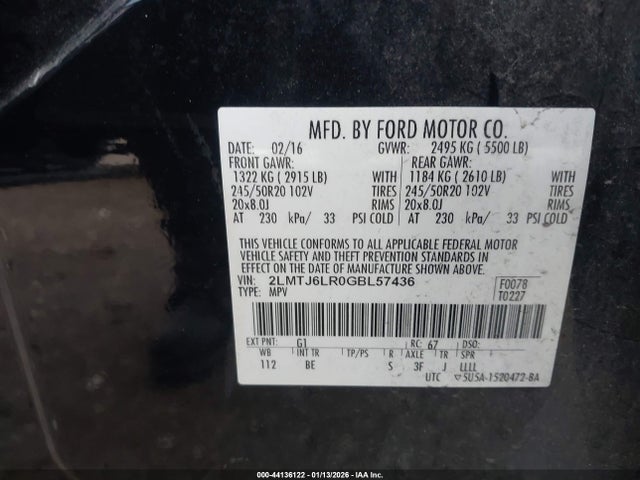 MFD. BY FORD MOTOR CO.
DATE: 02/16 GVWR: 2495 KG ( 5500 LB)
FRONT GAWR: REAR GAWR:
1322 KG ( 2915 LB) WITH 1184 KG ( 2610 LB) WITH
245/50R20 102V TIRES 245/50R20 102V TIRES
20x8.0J RIMS 20x8.0J RIMS
AT 230 kPa/ 33 PSI COLD AT 230 kPa/ 33 PSI COLD
THIS VEHICLE CONFORMS TO ALL APPLICABLE FEDERAL MOTOR
VEHICLE SAFETY AND THEFT PREVENTION STANDARDS IN
EFFECT ON THE DATE OF MANUFACTURE SHOWN ABOVE.
VIN: 2LMTJ6LR0GBL57436 F0078
TYPE: MPV T0227
EXT PNT: G1 RC: 67 DSO:
WB INT TR TP/PS R AXLE TR SPR
112 BE S 3F J LLLL
UTC 5U5A-1520472-BA
000-44136122 — 01/13/2026 — IAA Inc.